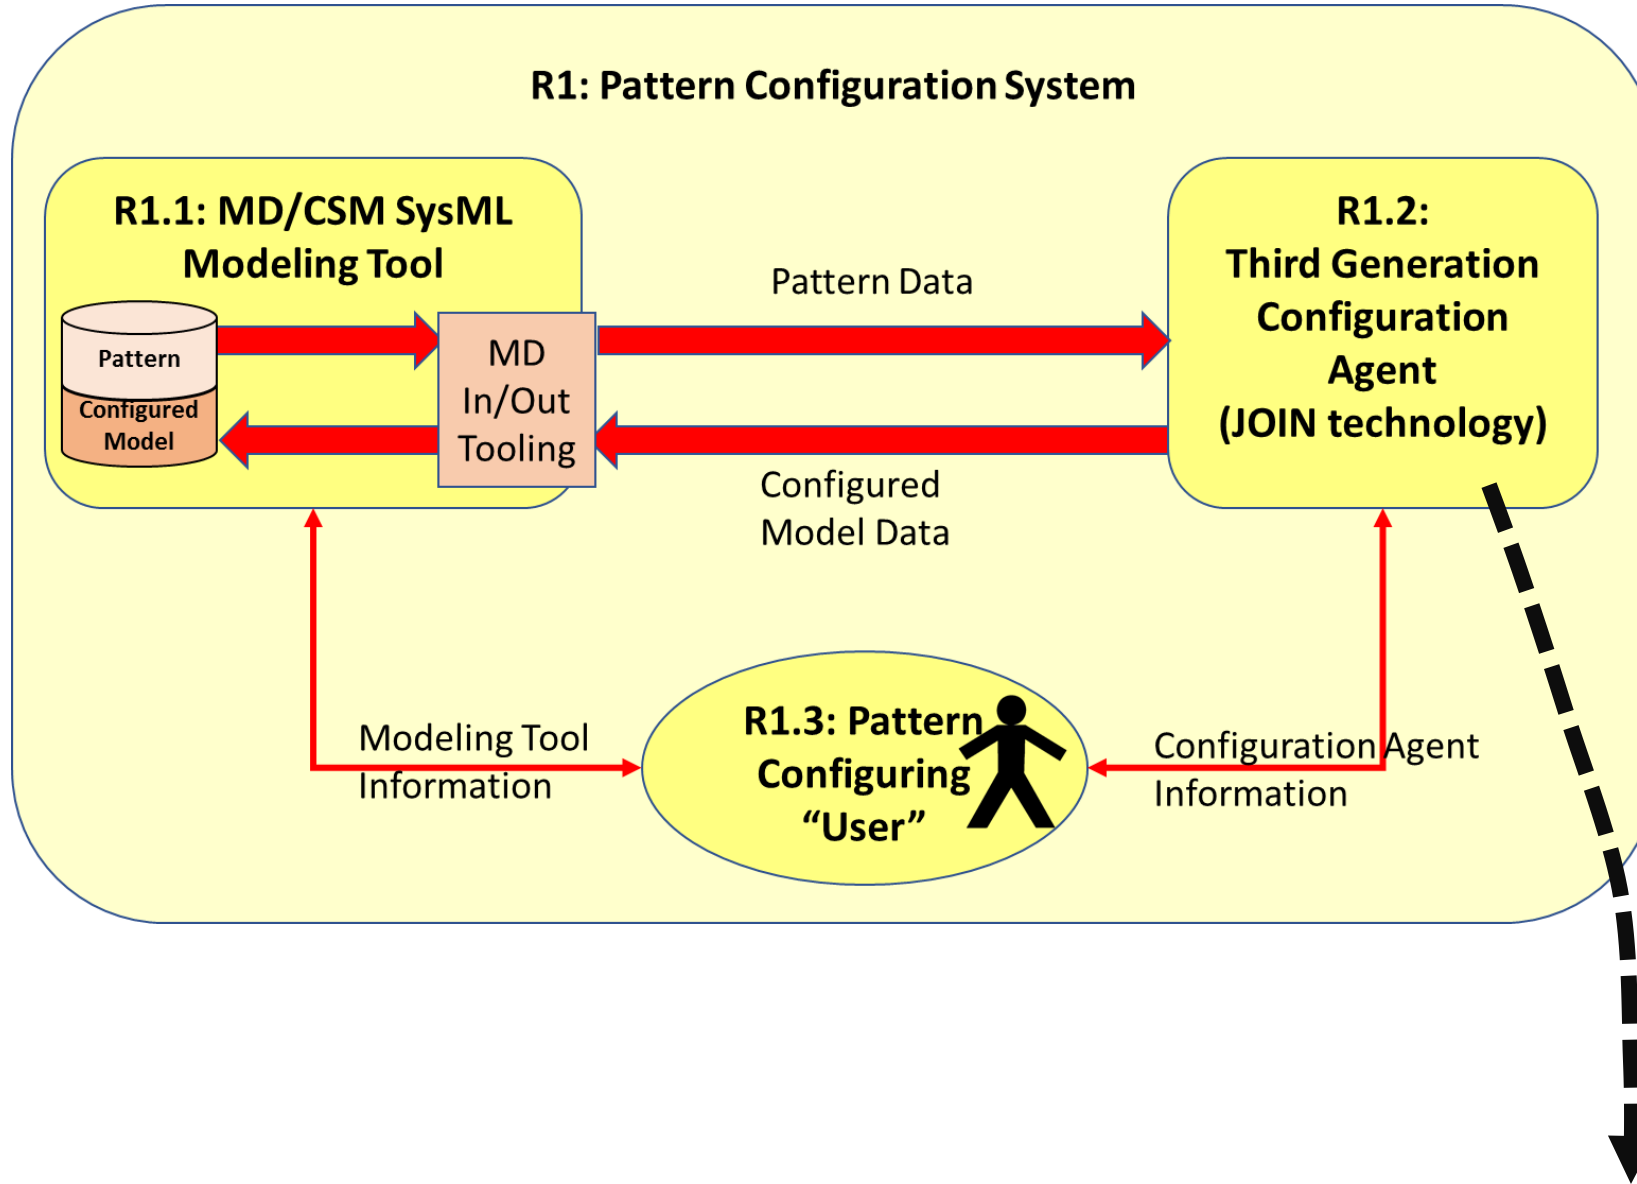 R1: Pattern Configuration System
R1.1: MD/CSM SysML
Modeling Tool
Pattern
Configured
Model
MD
In/Out
Tooling
Pattern Data
Configured
Model Data
R1.2:
Third Generation
Configuration
Agent
(JOIN technology)
Modeling Tool
Information
R1.3: Pattern
Configuring
“User”
Configuration Agent
Information